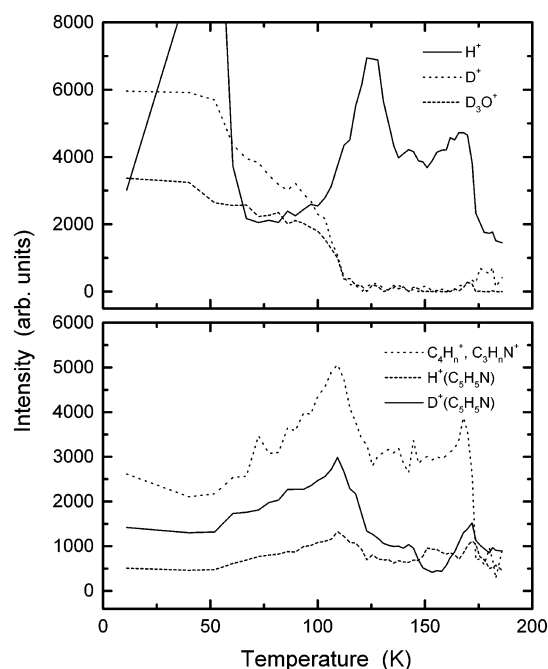 8000
6000
4000
2000
0
H⁺
D⁺
D₃O⁺
Intensity (arb. units)
6000
5000
4000
3000
2000
1000
0
C₄Hₙ⁺, C₃HₙN⁺
H⁺(C₅H₅N)
D⁺(C₅H₅N)
0 50 100 150 200
Temperature (K)